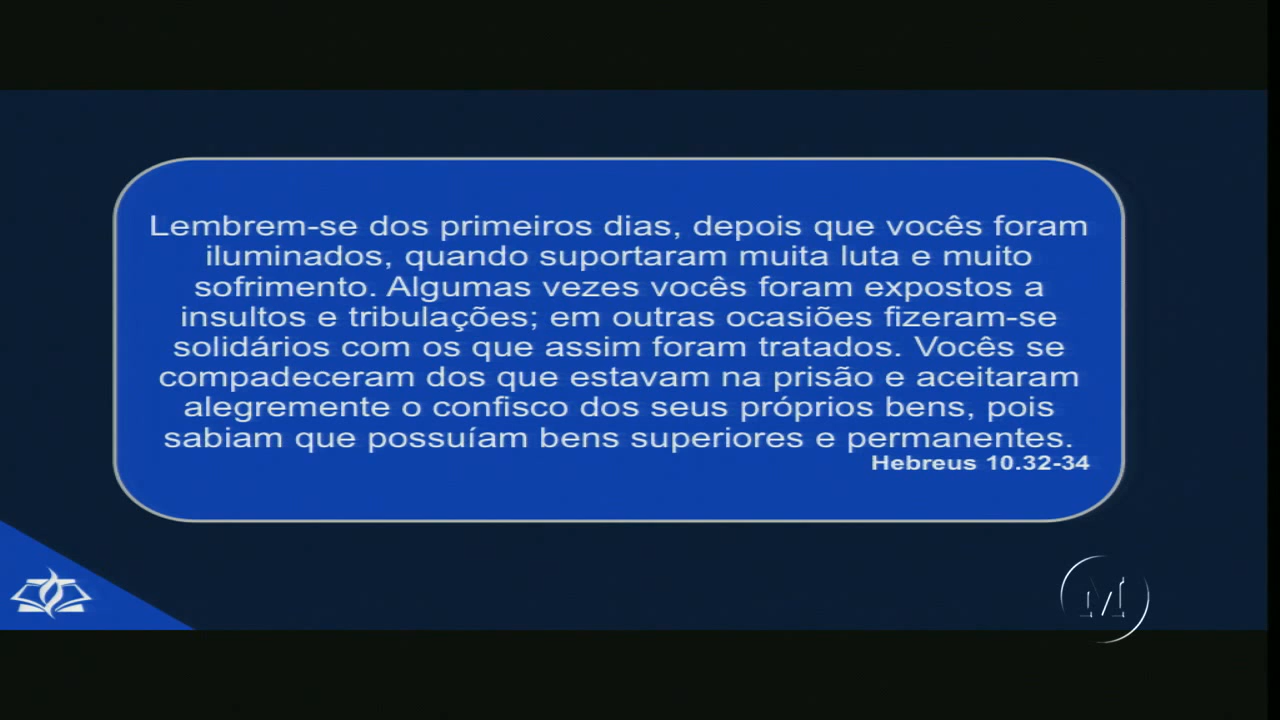 Lembrem-se dos primeiros dias, depois que vocês foram
iluminados, quando suportaram muita luta e muito
sofrimento. Algumas vezes vocês foram expostos a
insultos e tribulações; em outras ocasiões fizeram-se
solidários com os que assim foram tratados. Vocês se
compadeceram dos que estavam na prisão e aceitaram
alegremente o confisco dos seus próprios bens, pois
sabiam que possuíam bens superiores e permanentes.
Hebreus 10.32-34
M